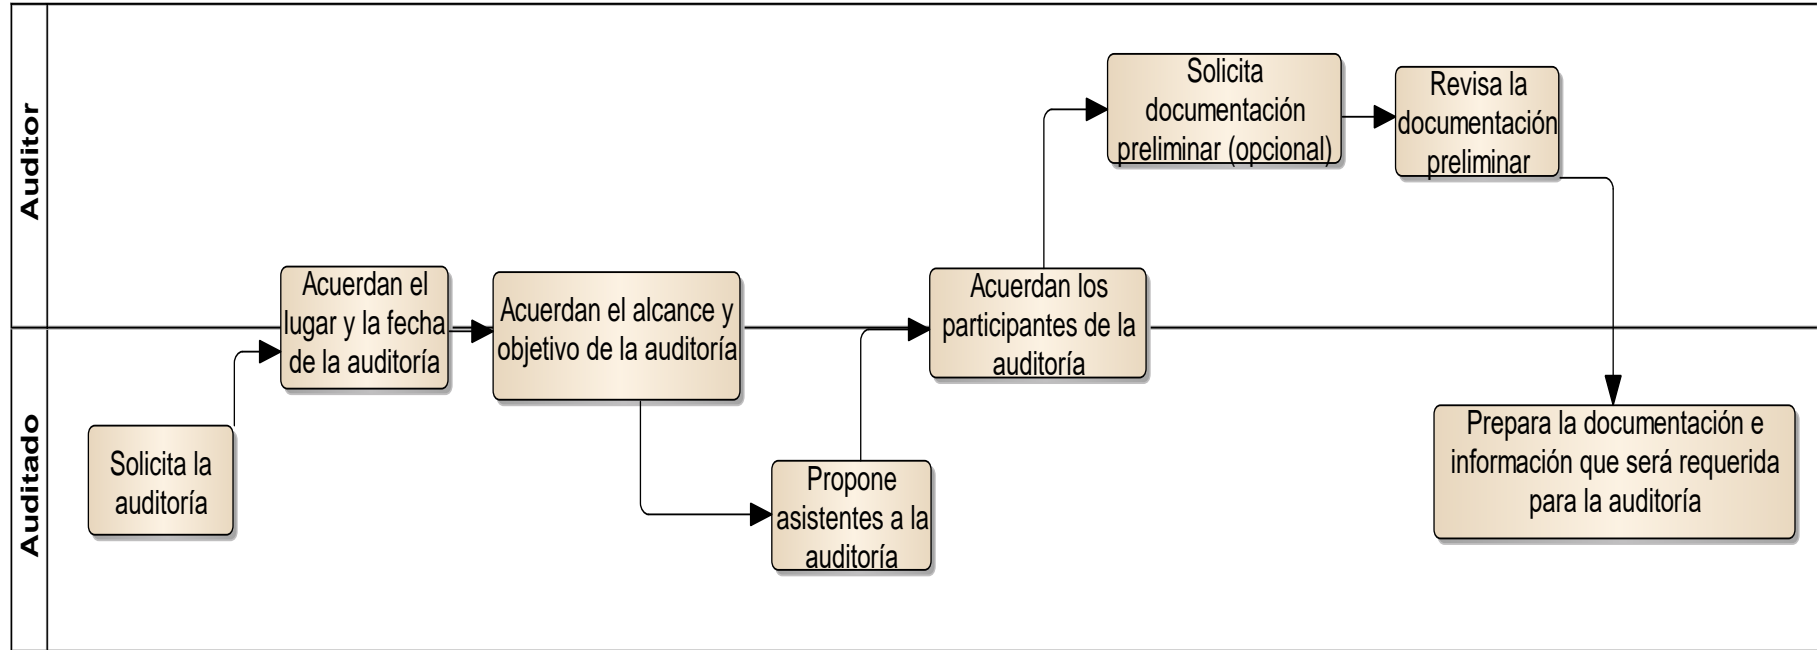 Auditor
Auditado
Solicita la
auditoría
Acuerdan el
lugar y la fecha
de la auditoría
Acuerdan el alcance y
objetivo de la auditoría
Propone
asistentes a la
auditoría
Acuerdan los
participantes de la
auditoría
Solicita
documentación
preliminar (opcional)
Revisa la
documentación
preliminar
Prepara la documentación e
información que será requerida
para la auditoría